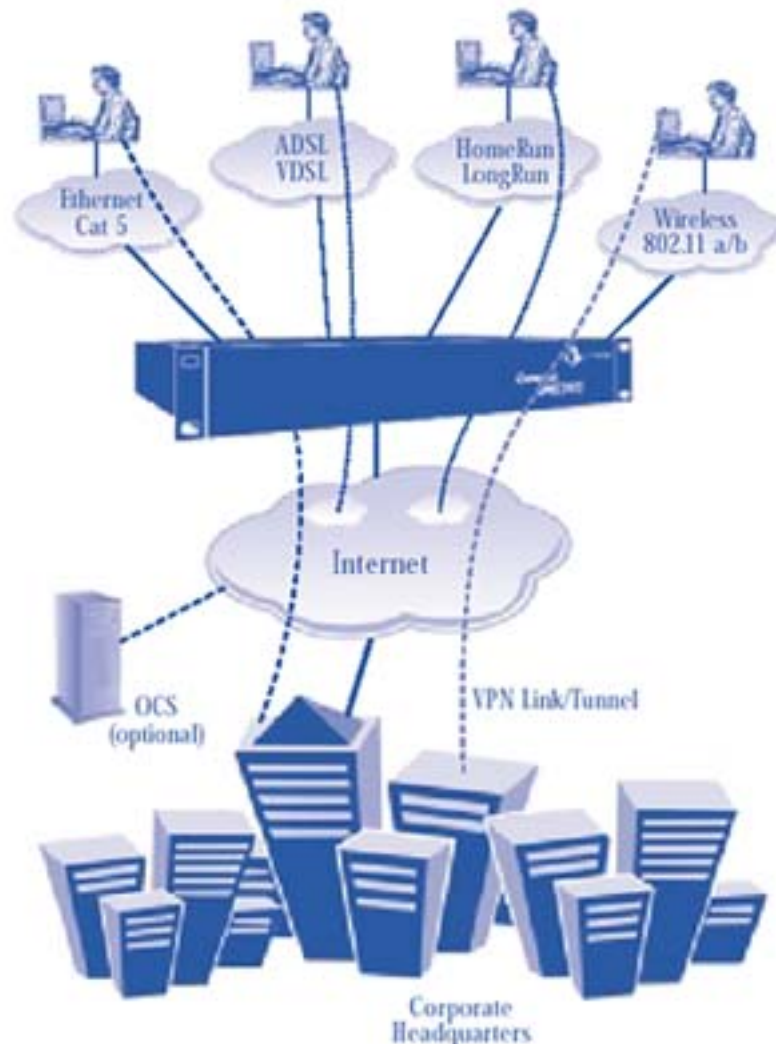 ADSL
VDSL
HomeRun
LongRun
Ethernet
Cat 5
Wireless
802.11 a/b
Internet
OCS
(optional)
VPN Link/Tunnel
Corporate
Headquarters